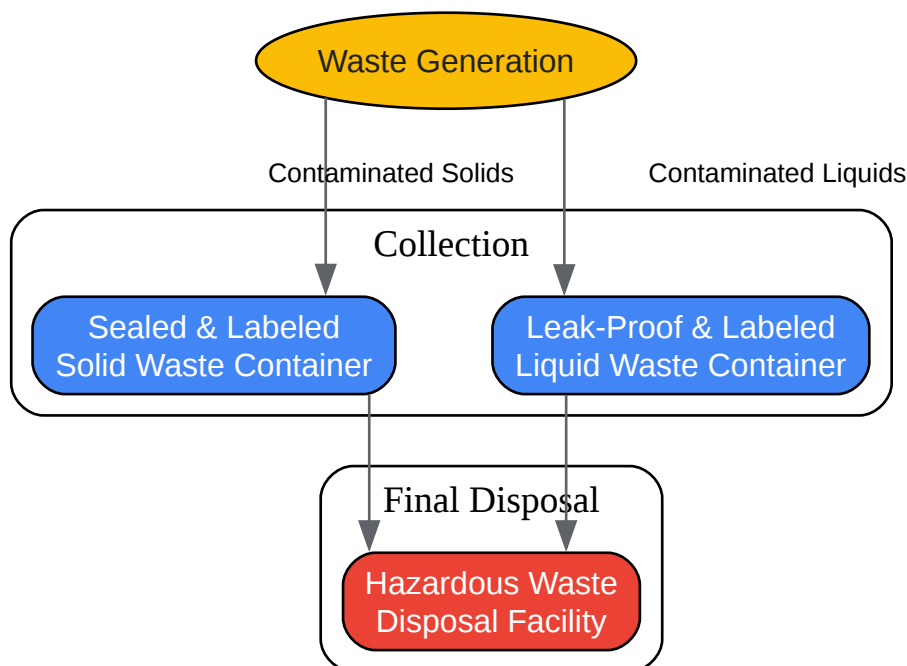 Waste Generation
Contaminated Solids
Contaminated Liquids
Collection
Sealed & Labeled
Solid Waste Container
Leak-Proof & Labeled
Liquid Waste Container
Final Disposal
Hazardous Waste
Disposal Facility